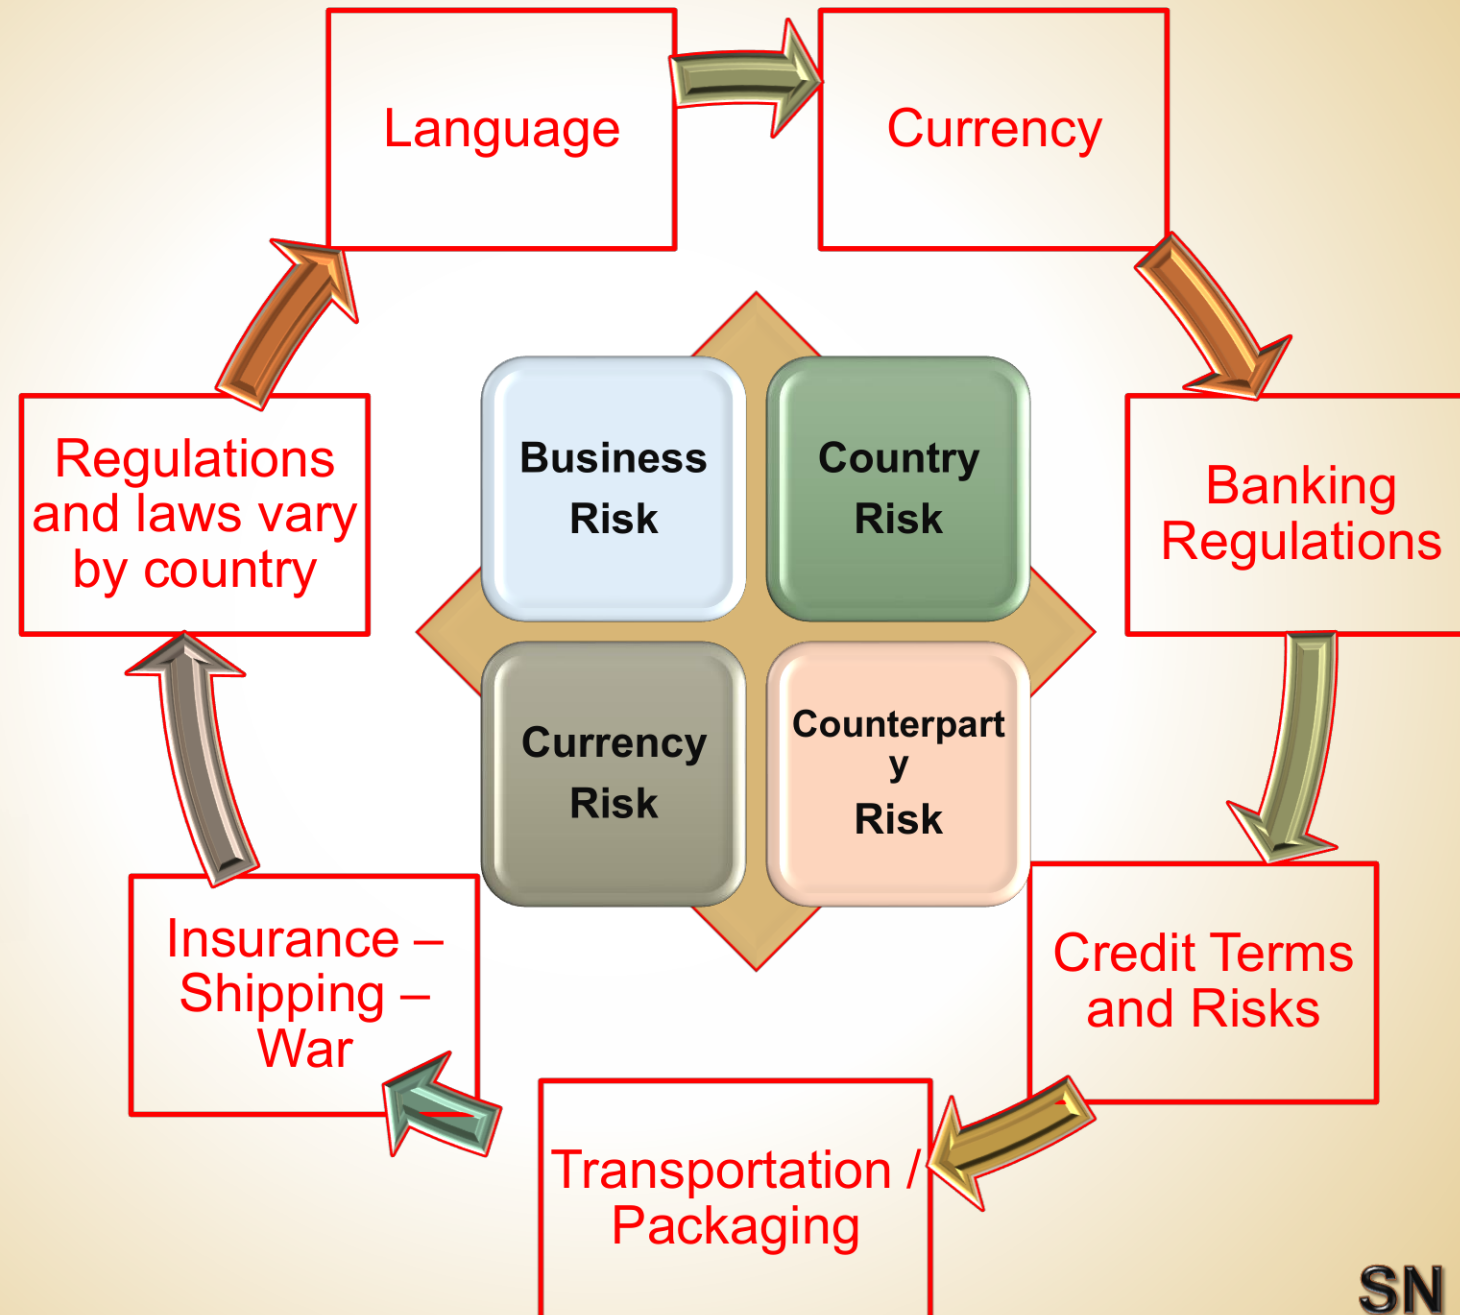 Language
Currency
Regulations
and laws vary
by country
Business
Risk
Country
Risk
Banking
Regulations
Currency
Risk
Counterpart
y
Risk
Insurance –
Shipping –
War
Credit Terms
and Risks
Transportation /
Packaging
SN